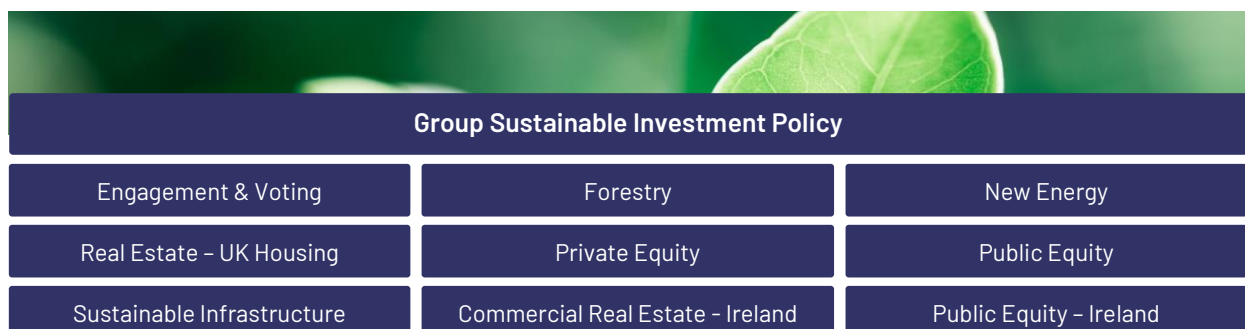 Group Sustainable Investment Policy
Engagement & Voting
Forestry
New Energy
Real Estate – UK Housing
Private Equity
Public Equity
Sustainable Infrastructure
Commercial Real Estate - Ireland
Public Equity – Ireland